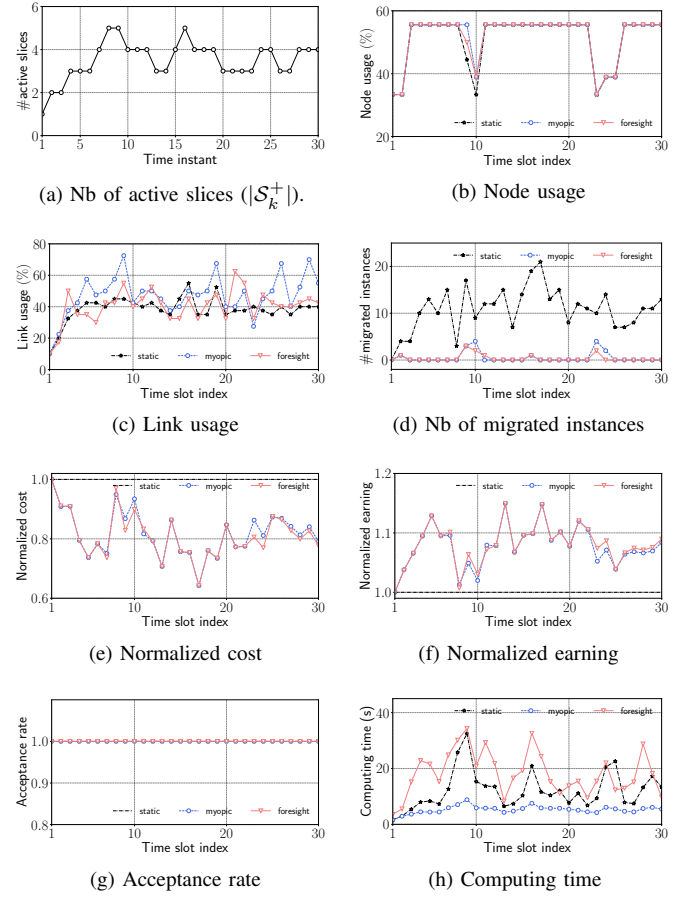 6
4
2
0
#active slices
1
5
10
15
20
25
30
Time instant
(a) Nb of active slices (|𝒮ₖ⁺|).
60
40
20
Node usage (%)
static
myopic
foresight
1
10
20
30
Time slot index
(b) Node usage
80
60
40
20
0
Link usage (%)
static
myopic
foresight
1
10
20
30
Time slot index
(c) Link usage
20
10
0
#migrated instances
static
myopic
foresight
1
10
20
30
Time slot index
(d) Nb of migrated instances
1.0
0.8
0.6
Normalized cost
static
myopic
foresight
1
10
20
30
Time slot index
(e) Normalized cost
1.2
1.1
1.0
Normalized earning
static
myopic
foresight
1
10
20
30
Time slot index
(f) Normalized earning
1.0
0.9
0.8
Acceptance rate
static
myopic
foresight
1
10
20
30
Time slot index
(g) Acceptance rate
40
20
0
Computing time (s)
static
myopic
foresight
1
10
20
30
Time slot index
(h) Computing time